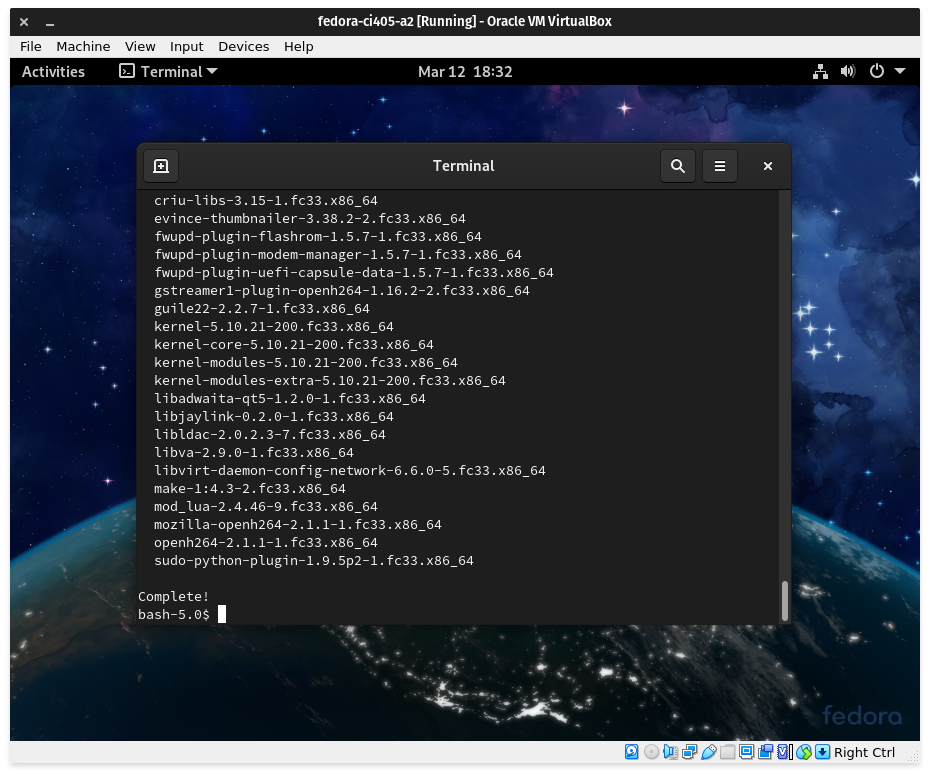 fedora-ci405-a2 [Running] - Oracle VM VirtualBox
File Machine View Input Devices Help
Activities Terminal Mar 12 18:32
Terminal
criu-libs-3.15-1.fc33.x86_64
evince-thumbnailer-3.38.2-2.fc33.x86_64
fwupd-plugin-flashrom-1.5.7-1.fc33.x86_64
fwupd-plugin-modem-manager-1.5.7-1.fc33.x86_64
fwupd-plugin-uefi-capsule-data-1.5.7-1.fc33.x86_64
gstreamer1-plugin-openh264-1.16.2-2.fc33.x86_64
guile22-2.2.7-1.fc33.x86_64
kernel-5.10.21-200.fc33.x86_64
kernel-core-5.10.21-200.fc33.x86_64
kernel-modules-5.10.21-200.fc33.x86_64
kernel-modules-extra-5.10.21-200.fc33.x86_64
libadwaita-qt5-1.2.0-1.fc33.x86_64
libjaylink-0.2.0-1.fc33.x86_64
libldac-2.0.2.3-7.fc33.x86_64
libva-2.9.0-1.fc33.x86_64
libvirt-daemon-config-network-6.6.0-5.fc33.x86_64
make-1:4.3-2.fc33.x86_64
mod_lua-2.4.46-9.fc33.x86_64
mozilla-openh264-2.1.1-1.fc33.x86_64
openh264-2.1.1-1.fc33.x86_64
sudo-python-plugin-1.9.5p2-1.fc33.x86_64
Complete!
bash-5.0$
fedora
Right Ctrl